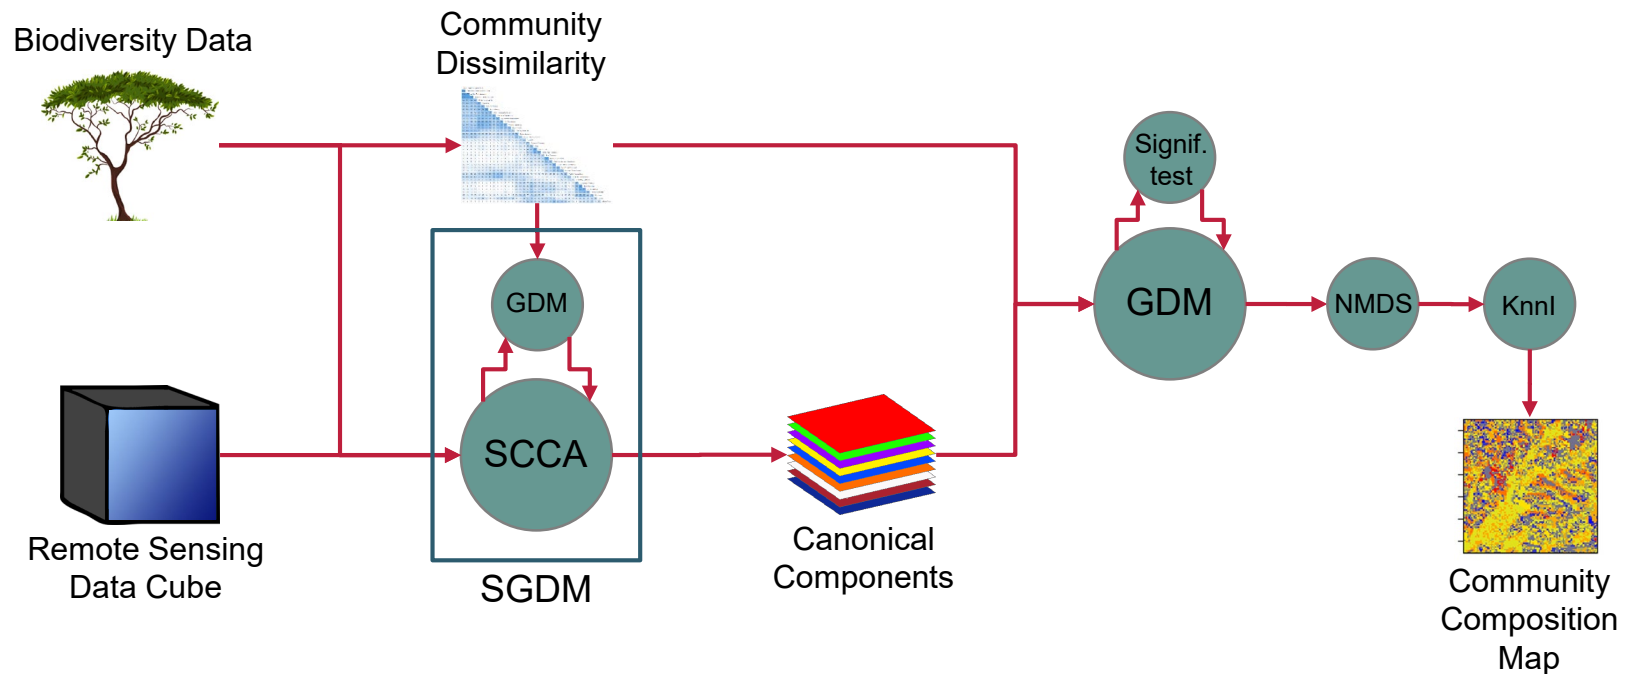 Biodiversity Data
Community
Dissimilarity
Signif.
test
GDM
GDM
NMDS
KnnI
SCCA
Remote Sensing
Data Cube
SGDM
Canonical
Components
Community
Composition
Map